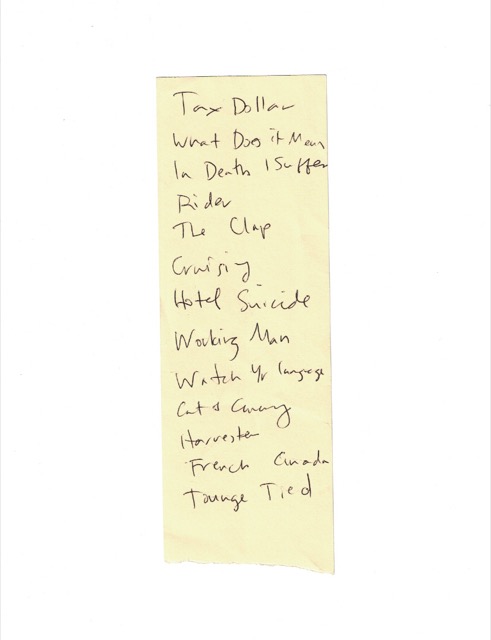 Tax Dollar
What Does it Mean
In Death I Suffer
Rider
The Clap
Cruising
Hotel Suicide
Working Man
Watch Yr language
Cat & Canary
Harvester
French Canada
Tounge Tied